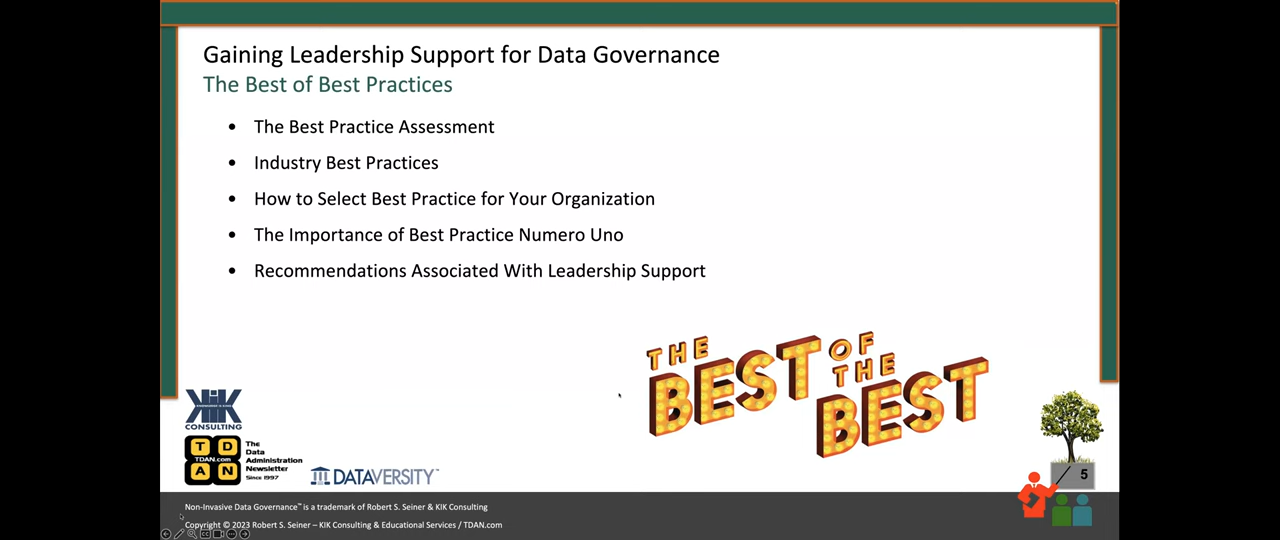 Gaining Leadership Support for Data Governance
The Best of Best Practices
• The Best Practice Assessment
• Industry Best Practices
• How to Select Best Practice for Your Organization
• The Importance of Best Practice Numero Uno
• Recommendations Associated With Leadership Support
THE
BEST
OF
THE
BEST
KIK
CONSULTING
T D
TDAN.com
A N
The
Data
Administration
Newsletter
Since 1997
DATAVERSITY™
5
Non-Invasive Data Governance™ is a trademark of Robert S. Seiner & KIK Consulting
Copyright © 2023 Robert S. Seiner – KIK Consulting & Educational Services / TDAN.com